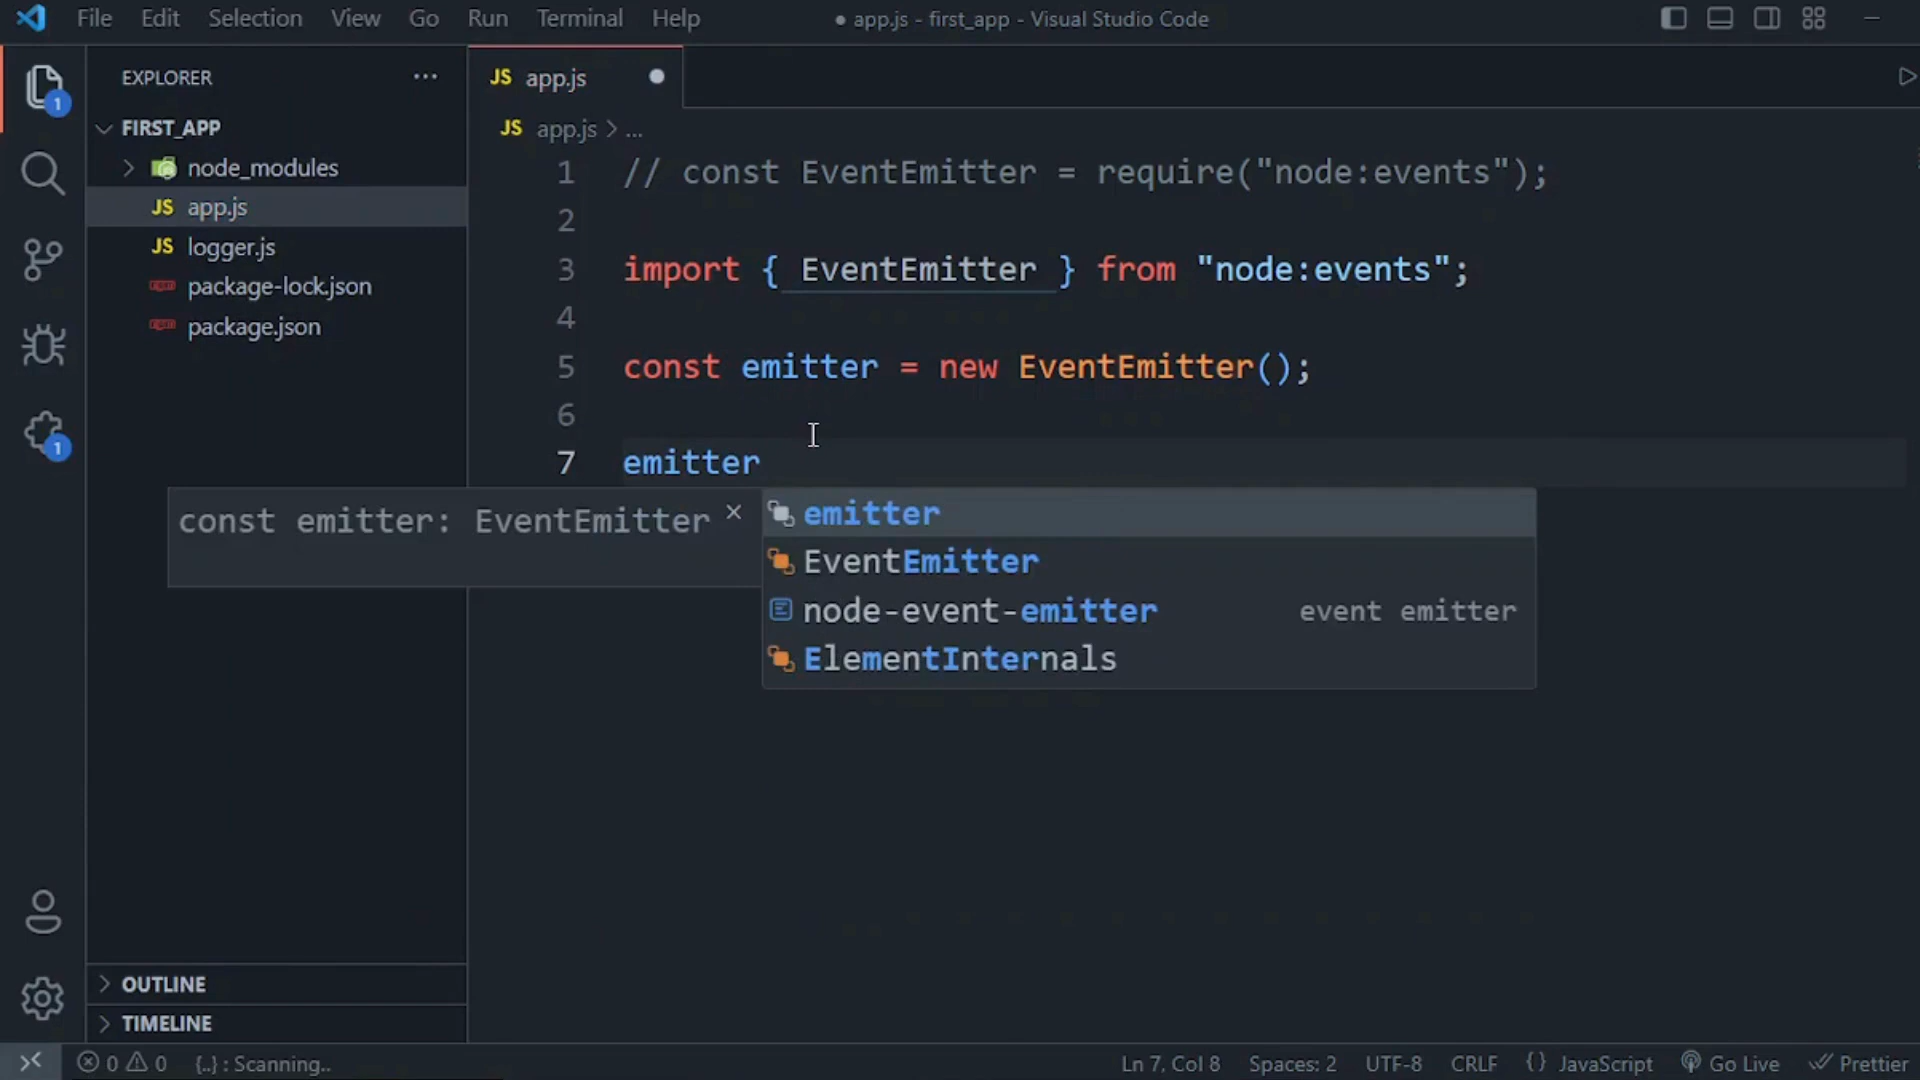 File Edit Selection View Go Run Terminal Help
● app.js - first_app - Visual Studio Code
EXPLORER ...
JS app.js ●
FIRST_APP
JS app.js > ...
node_modules
JS app.js
JS logger.js
package-lock.json
package.json
1 // const EventEmitter = require("node:events");
2
3 import { EventEmitter } from "node:events";
4
5 const emitter = new EventEmitter();
6
7 emitter
const emitter: EventEmitter ×
emitter
EventEmitter
node-event-emitter event emitter
ElementInternals
1
1
OUTLINE
TIMELINE
0 0 {..} : Scanning.. Ln 7, Col 8 Spaces: 2 UTF-8 CRLF {} JavaScript Go Live Prettier